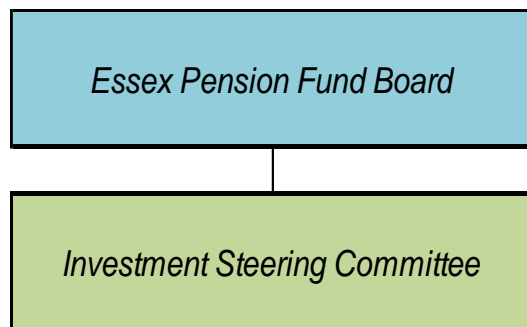 Essex Pension Fund Board
Investment Steering Committee